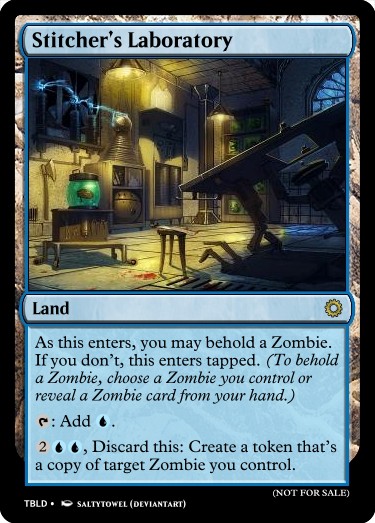 Stitcher's Laboratory
Land
As this enters, you may behold a Zombie.
If you don't, this enters tapped. (To behold
a Zombie, choose a Zombie you control or
reveal a Zombie card from your hand.)
: Add .
2, Discard this: Create a token that's
a copy of target Zombie you control.
(NOT FOR SALE)
TBLD • SALTYTOWEL (DEVIANTART)